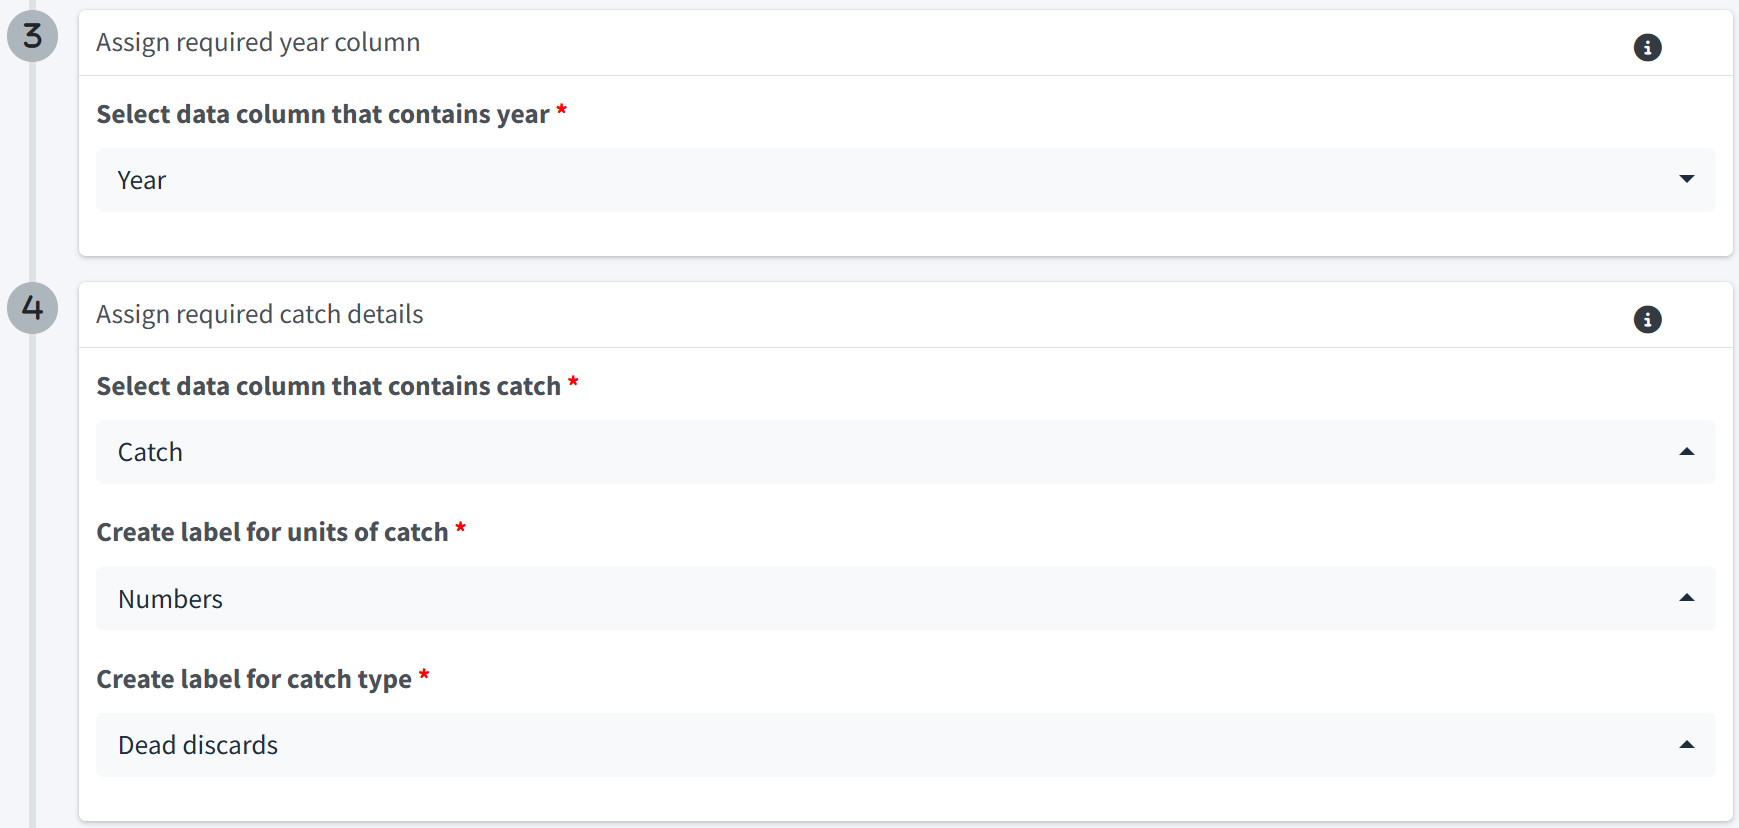 3
Assign required year column
Select data column that contains year *
Year
4
Assign required catch details
Select data column that contains catch *
Catch
Create label for units of catch *
Numbers
Create label for catch type *
Dead discards